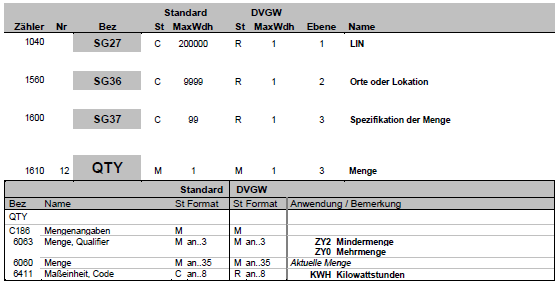 Standard DVGW
Zähler Nr Bez St MaxWdh St MaxWdh Ebene Name
1040 SG27 C 200000 R 1 1 LIN
1560 SG36 C 9999 R 1 2 Orte oder Lokation
1600 SG37 C 99 R 1 3 Spezifikation der Menge
1610 12 QTY M 1 M 1 3 Menge
Standard DVGW
Bez Name St Format St Format Anwendung / Bemerkung
QTY
C186 Mengenangaben M M
6063 Menge, Qualifier M an..3 M an..3 ZY2 Mindermenge
ZY0 Mehrmenge
6060 Menge M an..35 M an..35 Aktuelle Menge
6411 Maßeinheit, Code C an..8 R an..8 KWH Kilowattstunden